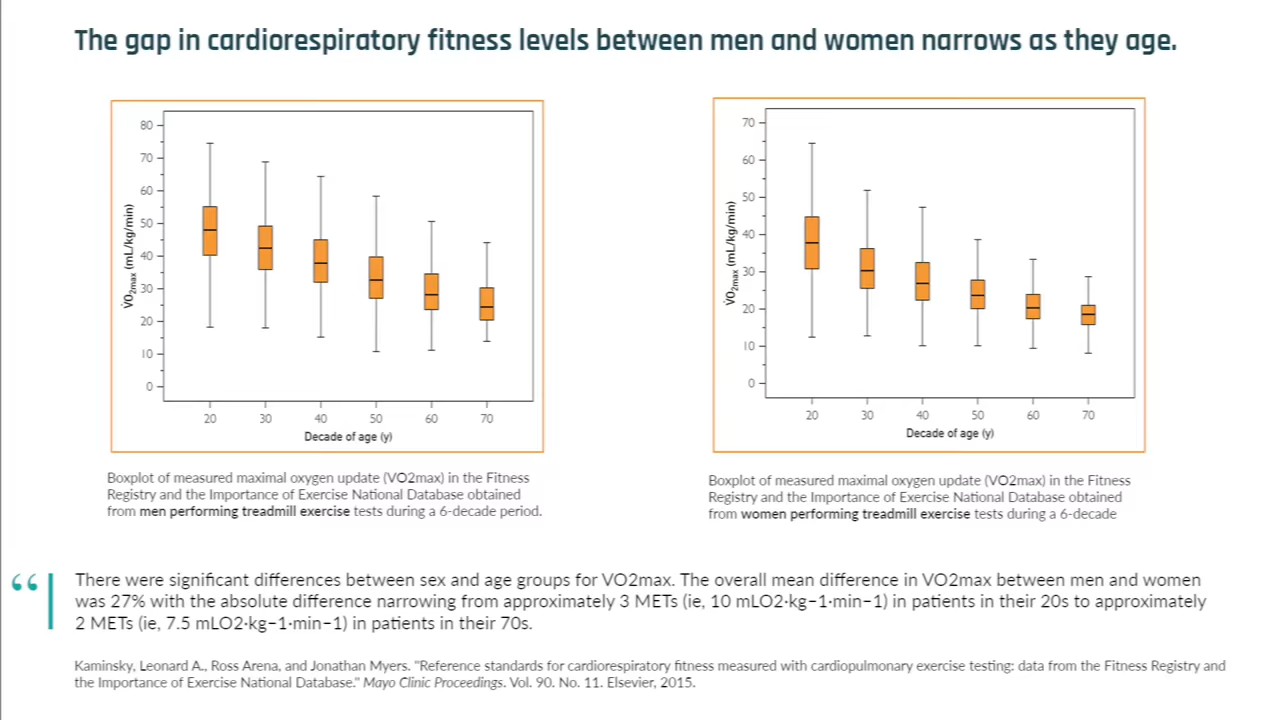 The gap in cardiorespiratory fitness levels between men and women narrows as they age.
80
70
60
50
40
30
20
10
0
V̇O2max (mL/kg/min)
20 30 40 50 60 70
Decade of age (y)
Boxplot of measured maximal oxygen update (VO2max) in the Fitness
Registry and the Importance of Exercise National Database obtained
from men performing treadmill exercise tests during a 6-decade period.
70
60
50
40
30
20
10
0
V̇O2max (mL/kg/min)
20 30 40 50 60 70
Decade of age (y)
Boxplot of measured maximal oxygen update (VO2max) in the Fitness
Registry and the Importance of Exercise National Database obtained
from women performing treadmill exercise tests during a 6-decade
“
There were significant differences between sex and age groups for VO2max. The overall mean difference in VO2max between men and women
was 27% with the absolute difference narrowing from approximately 3 METs (ie, 10 mLO2·kg−1·min−1) in patients in their 20s to approximately
2 METs (ie, 7.5 mLO2·kg−1·min−1) in patients in their 70s.
Kaminsky, Leonard A., Ross Arena, and Jonathan Myers. "Reference standards for cardiorespiratory fitness measured with cardiopulmonary exercise testing: data from the Fitness Registry and
the Importance of Exercise National Database." Mayo Clinic Proceedings. Vol. 90. No. 11. Elsevier, 2015.